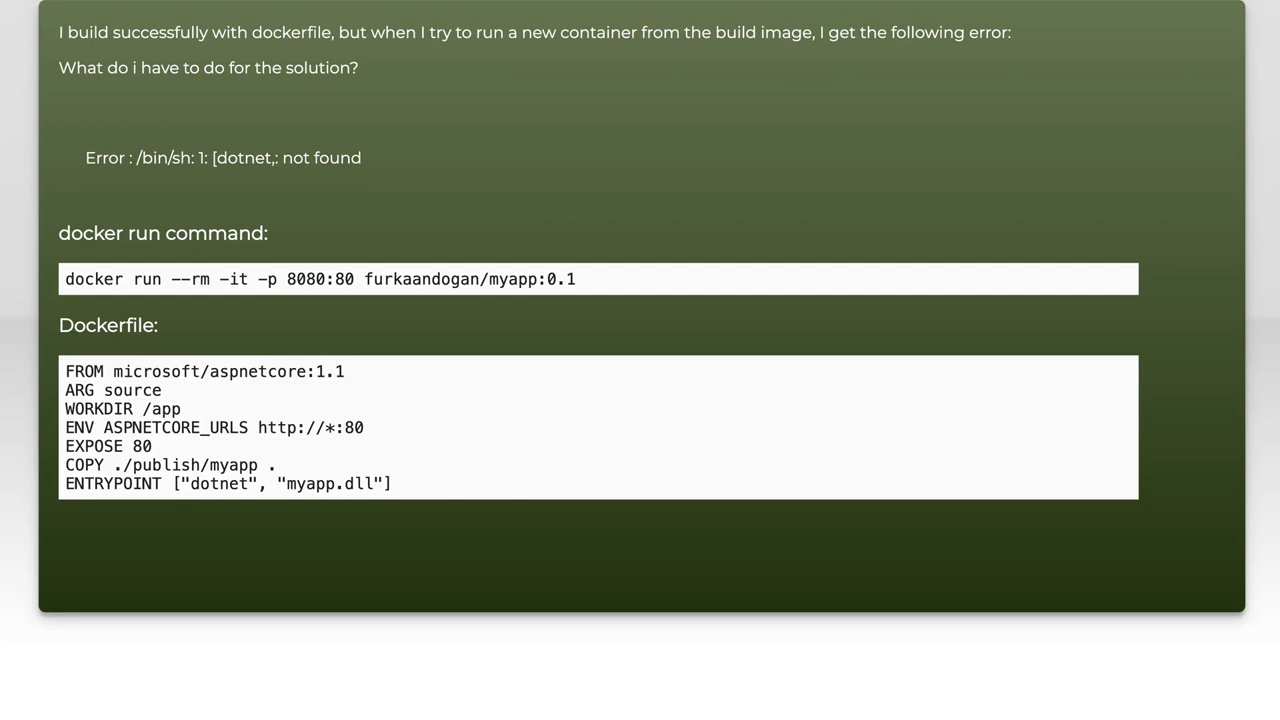 I build successfully with dockerfile, but when I try to run a new container from the build image, I get the following error:
What do i have to do for the solution?
Error : /bin/sh: 1: [dotnet,: not found
docker run command:
docker run --rm -it -p 8080:80 furkaandogan/myapp:0.1
Dockerfile:
FROM microsoft/aspnetcore:1.1
ARG source
WORKDIR /app
ENV ASPNETCORE_URLS http://*:80
EXPOSE 80
COPY ./publish/myapp .
ENTRYPOINT ["dotnet", "myapp.dll"]